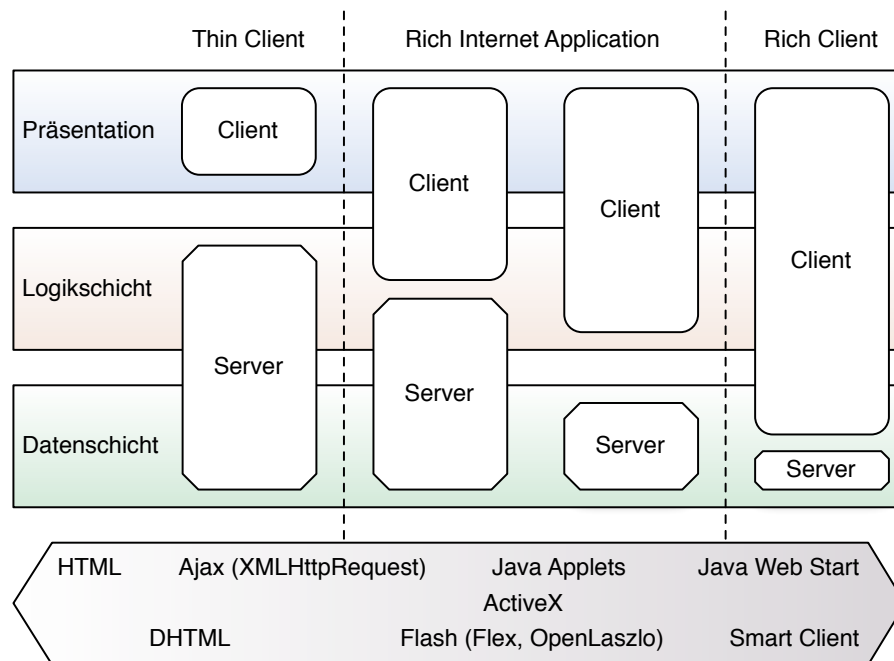 Thin Client
Rich Internet Application
Rich Client
Präsentation
Client
Client
Client
Client
Logikschicht
Server
Server
Datenschicht
Server
Server
HTML
Ajax (XMLHttpRequest)
Java Applets
Java Web Start
ActiveX
DHTML
Flash (Flex, OpenLaszlo)
Smart Client